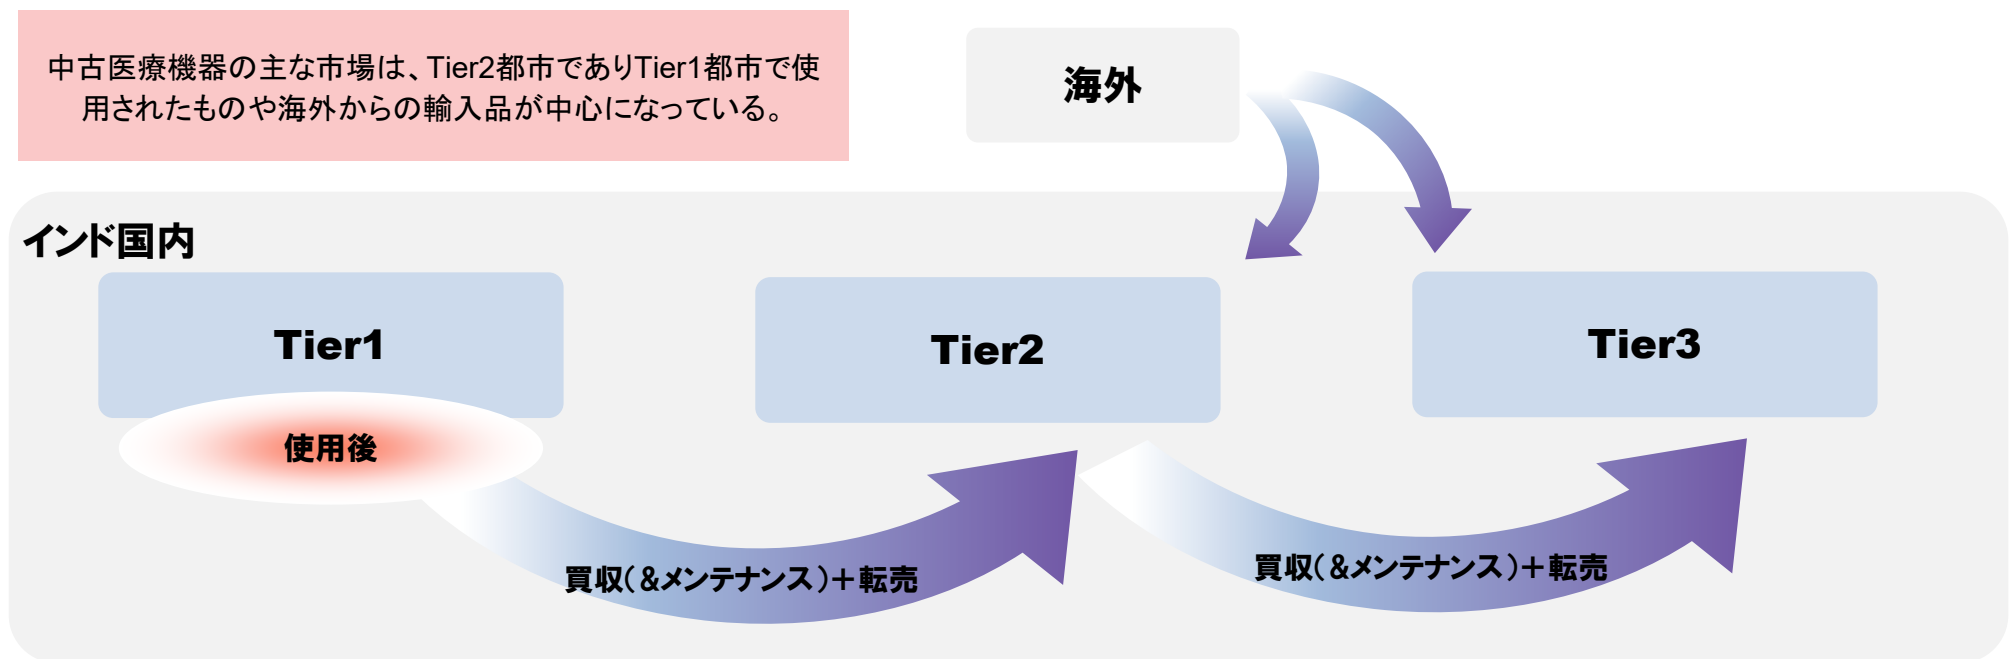 中古医療機器の主な市場は、Tier2都市でありTier1都市で使
用されたものや海外からの輸入品が中心になっている。
海外
インド国内
Tier1
Tier2
Tier3
使用後
買収(&メンテナンス)+転売
買収(&メンテナンス)+転売